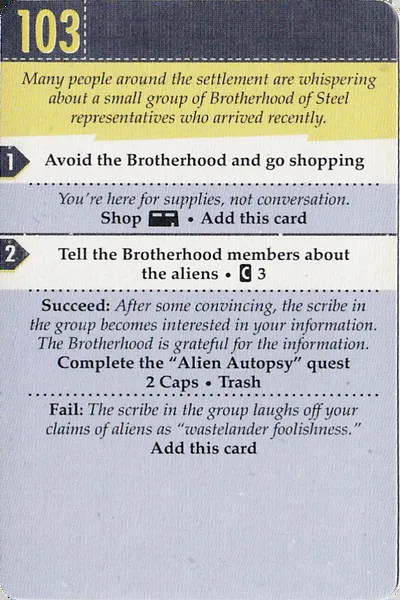 103
Many people around the settlement are whispering
about a small group of Brotherhood of Steel
representatives who arrived recently.
1
Avoid the Brotherhood and go shopping
You're here for supplies, not conversation.
Shop • Add this card
2
Tell the Brotherhood members about
the aliens • C 3
Succeed: After some convincing, the scribe in
the group becomes interested in your information.
The Brotherhood is grateful for the information.
Complete the “Alien Autopsy” quest
2 Caps • Trash
Fail: The scribe in the group laughs off your
claims of aliens as “wastelander foolishness.”
Add this card